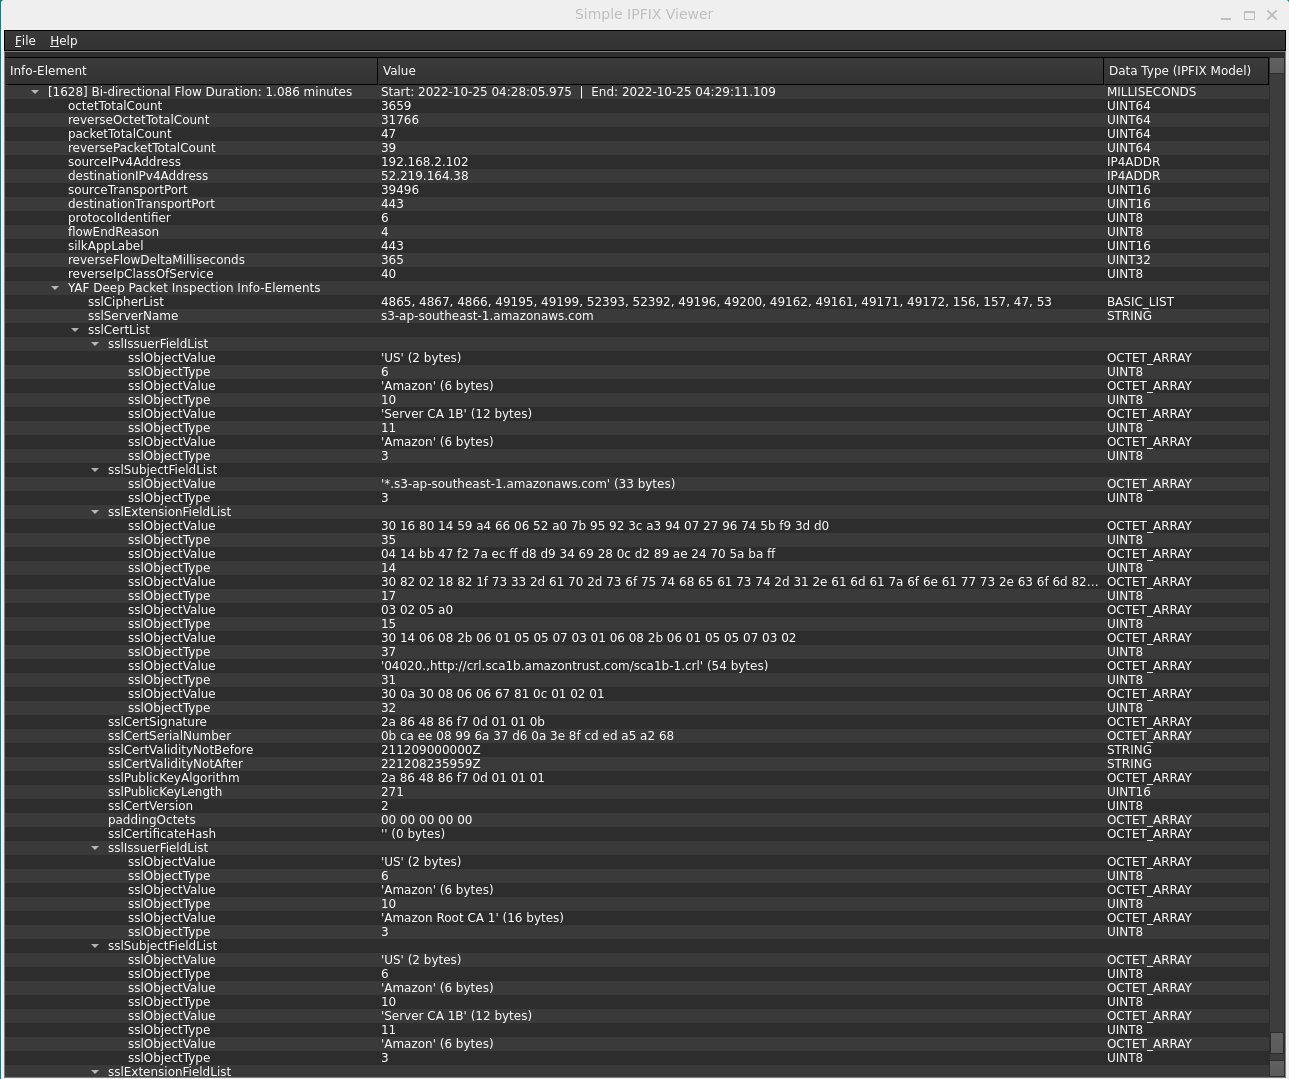 Simple IPFIX Viewer
File Help
Info-Element Value Data Type (IPFIX Model)
[1628] Bi-directional Flow Duration: 1.086 minutes Start: 2022-10-25 04:28:05.975 | End: 2022-10-25 04:29:11.109 MILLISECONDS
octetTotalCount 3659 UINT64
reverseOctetTotalCount 31766 UINT64
packetTotalCount 47 UINT64
reversePacketTotalCount 39 UINT64
sourceIPv4Address 192.168.2.102 IP4ADDR
destinationIPv4Address 52.219.164.38 IP4ADDR
sourceTransportPort 39496 UINT16
destinationTransportPort 443 UINT16
protocolIdentifier 6 UINT8
flowEndReason 4 UINT8
silkAppLabel 443 UINT16
reverseFlowDeltaMilliseconds 365 UINT32
reverseIpClassOfService 40 UINT8
YAF Deep Packet Inspection Info-Elements
sslCipherList 4865, 4867, 4866, 49195, 49199, 52393, 52392, 49196, 49200, 49162, 49161, 49171, 49172, 156, 157, 47, 53 BASIC_LIST
sslServerName s3-ap-southeast-1.amazonaws.com STRING
sslCertList
sslIssuerFieldList
sslObjectValue 'US' (2 bytes) OCTET_ARRAY
sslObjectType 6 UINT8
sslObjectValue 'Amazon' (6 bytes) OCTET_ARRAY
sslObjectType 10 UINT8
sslObjectValue 'Server CA 1B' (12 bytes) OCTET_ARRAY
sslObjectType 11 UINT8
sslObjectValue 'Amazon' (6 bytes) OCTET_ARRAY
sslObjectType 3 UINT8
sslSubjectFieldList
sslObjectValue '*.s3-ap-southeast-1.amazonaws.com' (33 bytes) OCTET_ARRAY
sslObjectType 3 UINT8
sslExtensionFieldList
sslObjectValue 30 16 80 14 59 a4 66 06 52 a0 7b 95 92 3c a3 94 07 27 96 74 5b f9 3d d0 OCTET_ARRAY
sslObjectType 35 UINT8
sslObjectValue 04 14 bb 47 f2 7a ec ff d8 d9 34 69 28 0c d2 89 ae 24 70 5a ba ff OCTET_ARRAY
sslObjectType 14 UINT8
sslObjectValue 30 82 02 18 82 1f 73 33 2d 61 70 2d 73 6f 75 74 68 65 61 73 74 2d 31 2e 61 6d 61 7a 6f 6e 61 77 73 2e 63 6f 6d 82... OCTET_ARRAY
sslObjectType 17 UINT8
sslObjectValue 03 02 05 a0 OCTET_ARRAY
sslObjectType 15 UINT8
sslObjectValue 30 14 06 08 2b 06 01 05 05 07 03 01 06 08 2b 06 01 05 05 07 03 02 OCTET_ARRAY
sslObjectType 37 UINT8
sslObjectValue '04020.,http://crl.sca1b.amazontrust.com/sca1b-1.crl' (54 bytes) OCTET_ARRAY
sslObjectType 31 UINT8
sslObjectValue 30 0a 30 08 06 06 67 81 0c 01 02 01 OCTET_ARRAY
sslObjectType 32 UINT8
sslCertSignature 2a 86 48 86 f7 0d 01 01 0b OCTET_ARRAY
sslCertSerialNumber 0b ca ee 08 99 6a 37 d6 0a 3e 8f cd ed a5 a2 68 OCTET_ARRAY
sslCertValidityNotBefore 211209000000Z STRING
sslCertValidityNotAfter 221208235959Z STRING
sslPublicKeyAlgorithm 2a 86 48 86 f7 0d 01 01 01 OCTET_ARRAY
sslPublicKeyLength 271 UINT16
sslCertVersion 2 UINT8
paddingOctets 00 00 00 00 00 OCTET_ARRAY
sslCertificateHash '' (0 bytes) OCTET_ARRAY
sslIssuerFieldList
sslObjectValue 'US' (2 bytes) OCTET_ARRAY
sslObjectType 6 UINT8
sslObjectValue 'Amazon' (6 bytes) OCTET_ARRAY
sslObjectType 10 UINT8
sslObjectValue 'Amazon Root CA 1' (16 bytes) OCTET_ARRAY
sslObjectType 3 UINT8
sslSubjectFieldList
sslObjectValue 'US' (2 bytes) OCTET_ARRAY
sslObjectType 6 UINT8
sslObjectValue 'Amazon' (6 bytes) OCTET_ARRAY
sslObjectType 10 UINT8
sslObjectValue 'Server CA 1B' (12 bytes) OCTET_ARRAY
sslObjectType 11 UINT8
sslObjectValue 'Amazon' (6 bytes) OCTET_ARRAY
sslObjectType 3 UINT8
sslExtensionFieldList